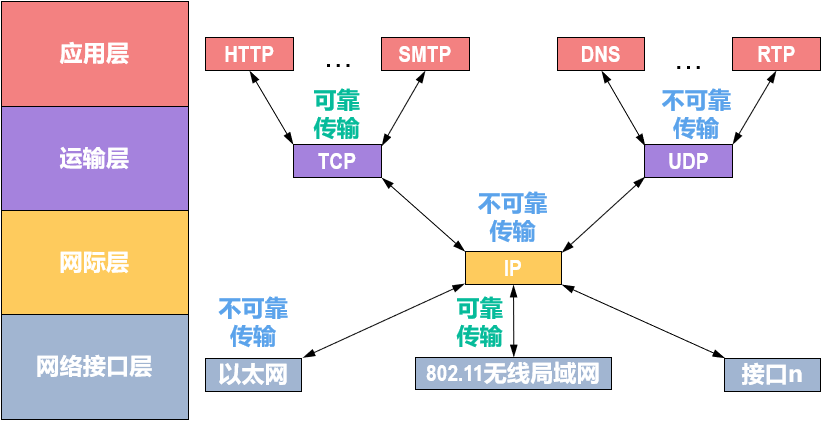 应用层
HTTP
...
SMTP
DNS
...
RTP
可靠
传输
不可靠
传输
运输层
TCP
UDP
不可靠
传输
网际层
IP
不可靠
传输
可靠
传输
网络接口层
以太网
802.11无线局域网
接口n